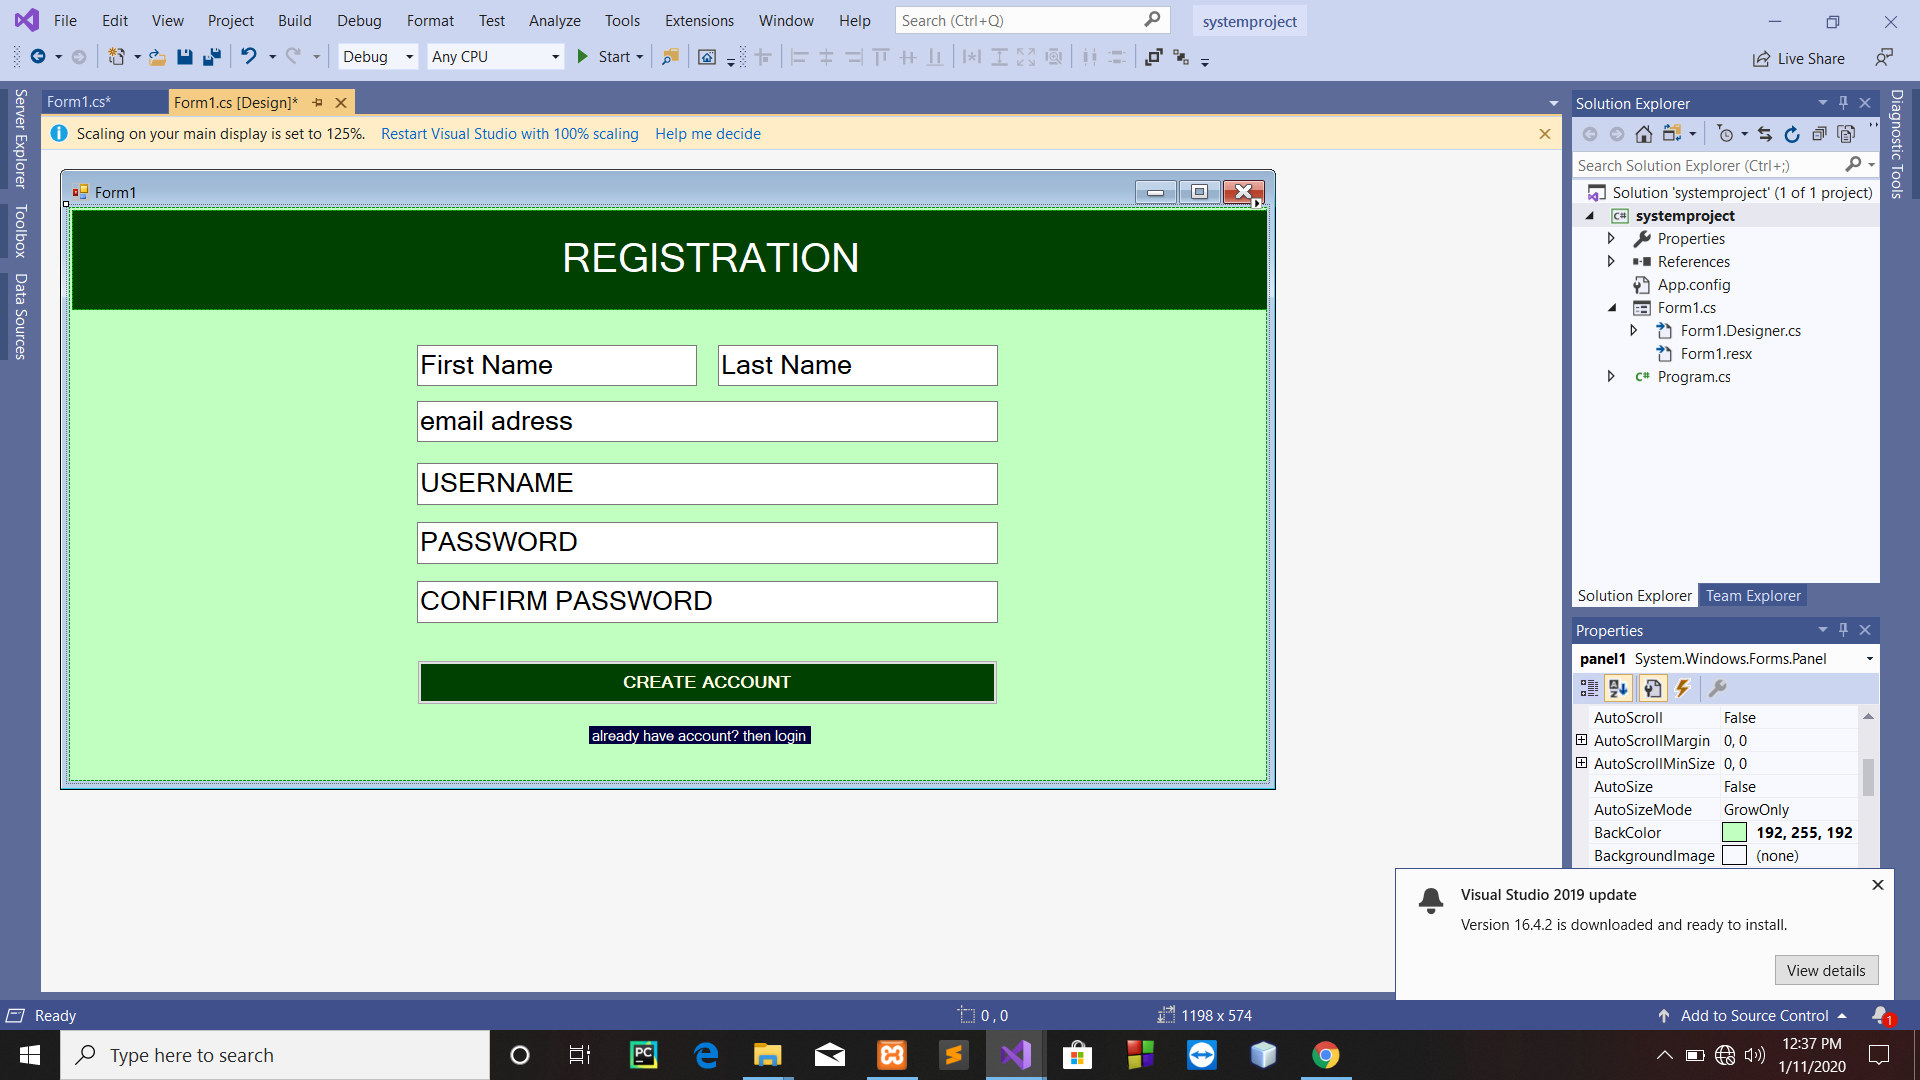 File Edit View Project Build Debug Format Test Analyze Tools Extensions Window Help Search (Ctrl+Q) systemproject
Debug Any CPU Start Live Share
Server Explorer
Toolbox
Data Sources
Form1.cs* Form1.cs [Design]*
Scaling on your main display is set to 125%. Restart Visual Studio with 100% scaling Help me decide
Form1
REGISTRATION
First Name Last Name
email adress
USERNAME
PASSWORD
CONFIRM PASSWORD
CREATE ACCOUNT
already have account? then login
Solution Explorer
Search Solution Explorer (Ctrl+;)
Solution 'systemproject' (1 of 1 project)
C# systemproject
Properties
References
App.config
Form1.cs
Form1.Designer.cs
Form1.resx
C# Program.cs
Solution Explorer Team Explorer
Diagnostic Tools
Properties
panel1 System.Windows.Forms.Panel
AutoScroll False
AutoScrollMargin 0, 0
AutoScrollMinSize 0, 0
AutoSize False
AutoSizeMode GrowOnly
BackColor 192, 255, 192
BackgroundImage (none)
Visual Studio 2019 update
Version 16.4.2 is downloaded and ready to install.
View details
Ready 0 , 0 1198 x 574 Add to Source Control 1
Type here to search PC 12:37 PM
1/11/2020